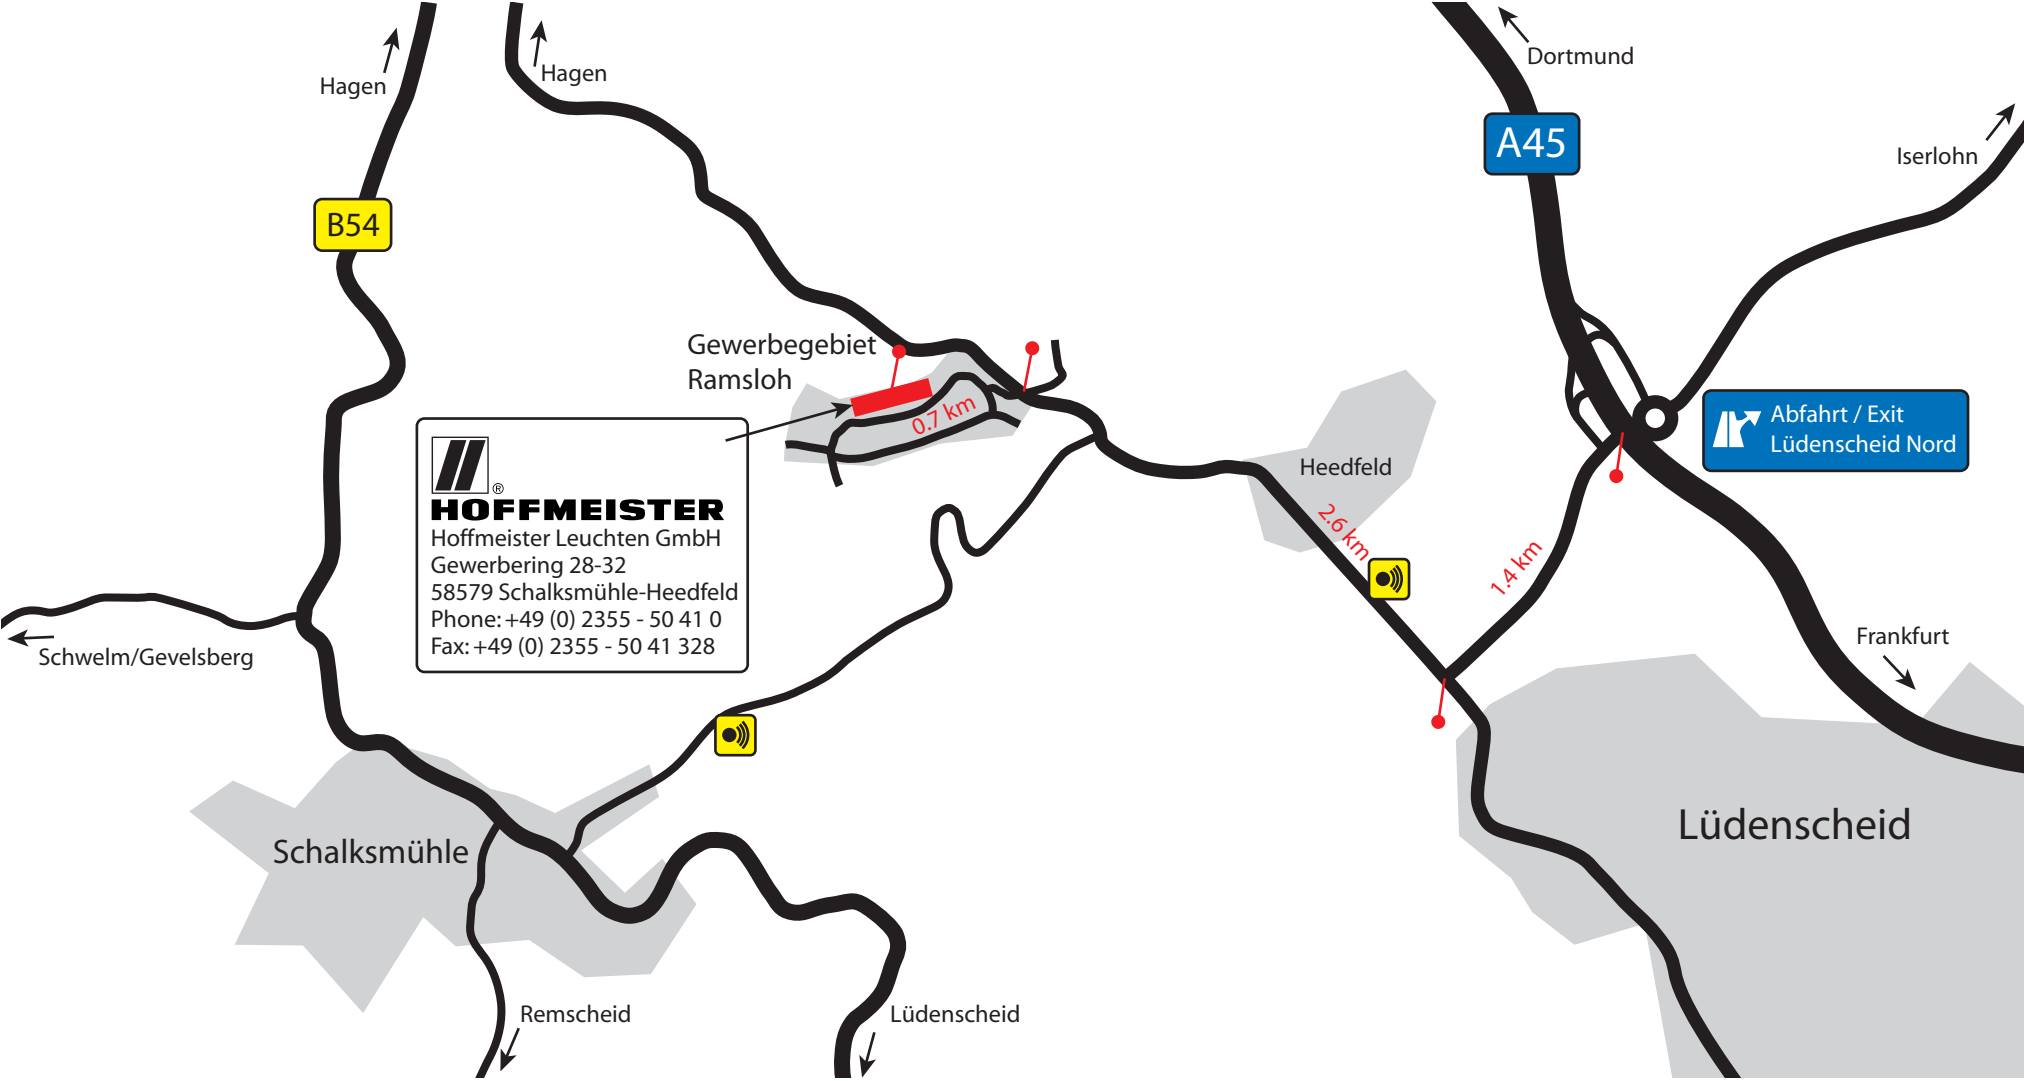 Hagen
Hagen
Dortmund
A45
Iserlohn
B54
Gewerbegebiet
Ramsloh
0.7 km
Abfahrt / Exit
Lüdenscheid Nord
Heedfeld
2.6 km
1.4 km
®
HOFFMEISTER
Hoffmeister Leuchten GmbH
Gewerbering 28-32
58579 Schalksmühle-Heedfeld
Phone: +49 (0) 2355 - 50 41 0
Fax: +49 (0) 2355 - 50 41 328
Schwelm/Gevelsberg
Frankfurt
Schalksmühle
Lüdenscheid
Remscheid
Lüdenscheid